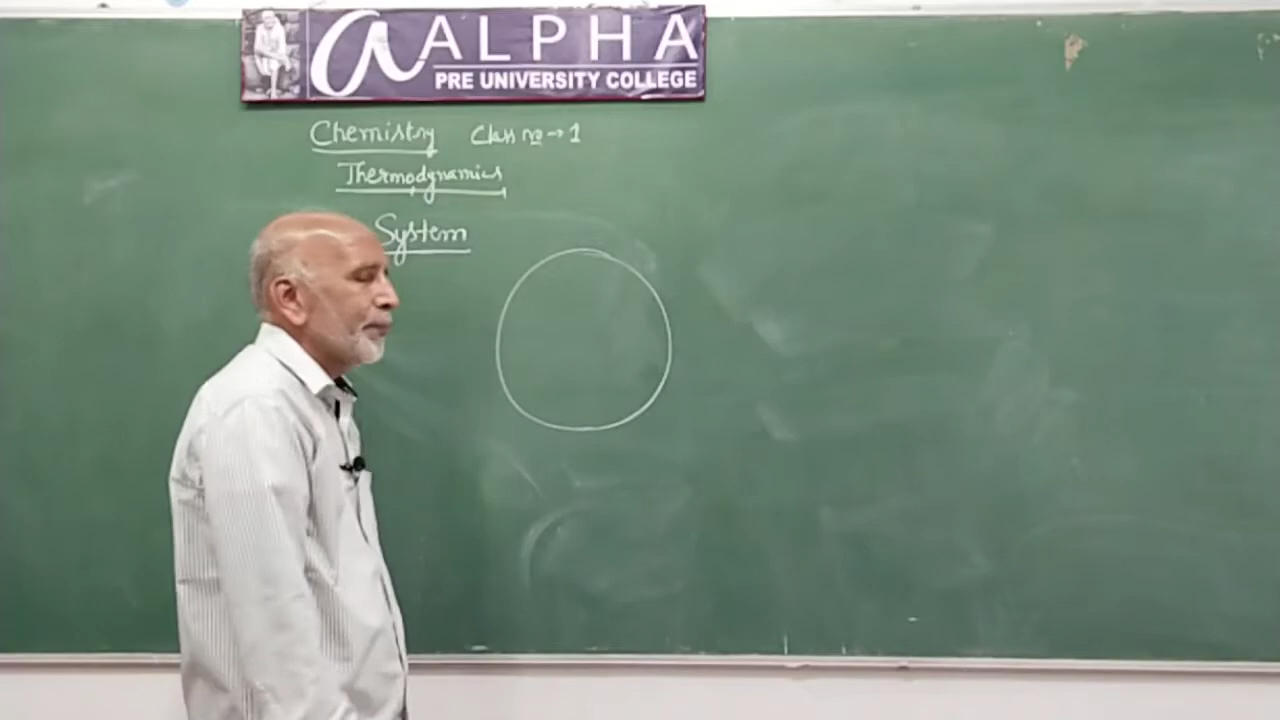 ALPHA
PRE UNIVERSITY COLLEGE
Chemistry Class no → 1
Thermodynamics
System